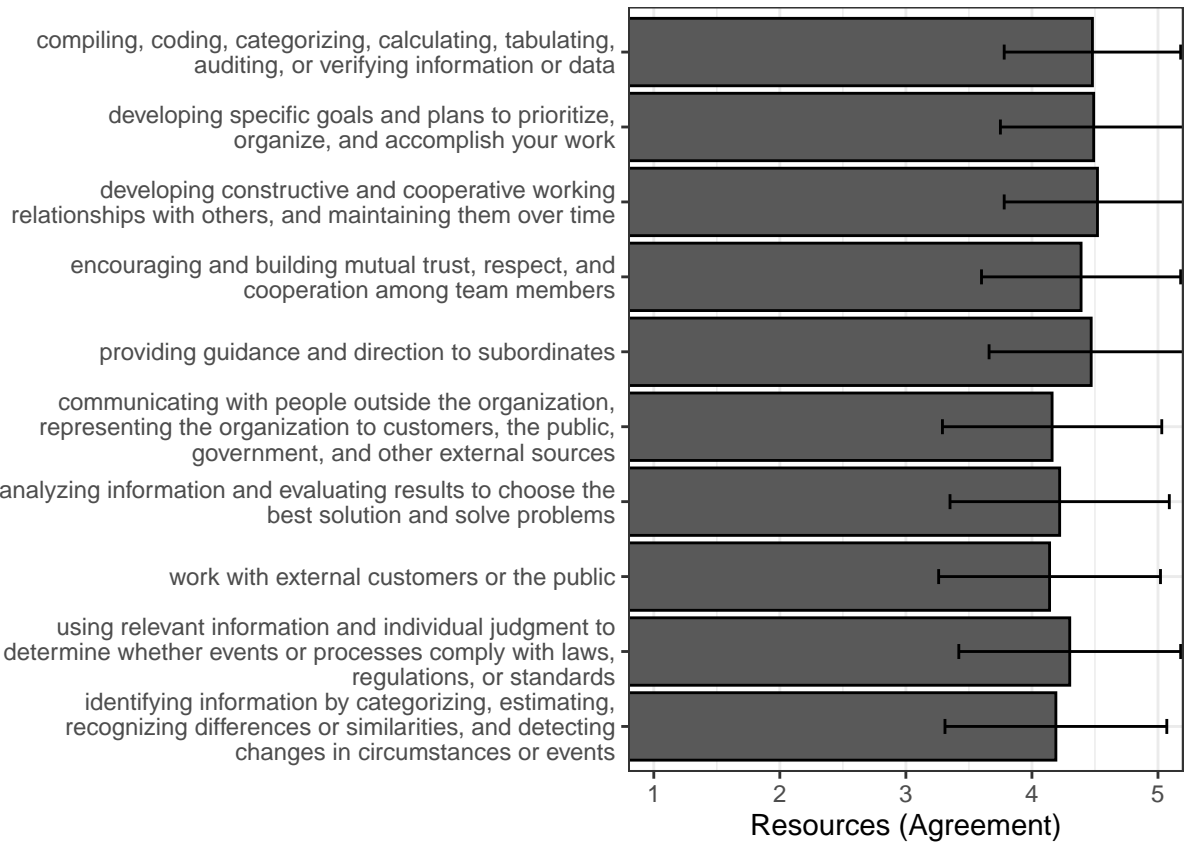 compiling, coding, categorizing, calculating, tabulating,
auditing, or verifying information or data
developing specific goals and plans to prioritize,
organize, and accomplish your work
developing constructive and cooperative working
relationships with others, and maintaining them over time
encouraging and building mutual trust, respect, and
cooperation among team members
providing guidance and direction to subordinates
communicating with people outside the organization,
representing the organization to customers, the public,
government, and other external sources
analyzing information and evaluating results to choose the
best solution and solve problems
work with external customers or the public
using relevant information and individual judgment to
determine whether events or processes comply with laws,
regulations, or standards
identifying information by categorizing, estimating,
recognizing differences or similarities, and detecting
changes in circumstances or events
1 2 3 4 5
Resources (Agreement)